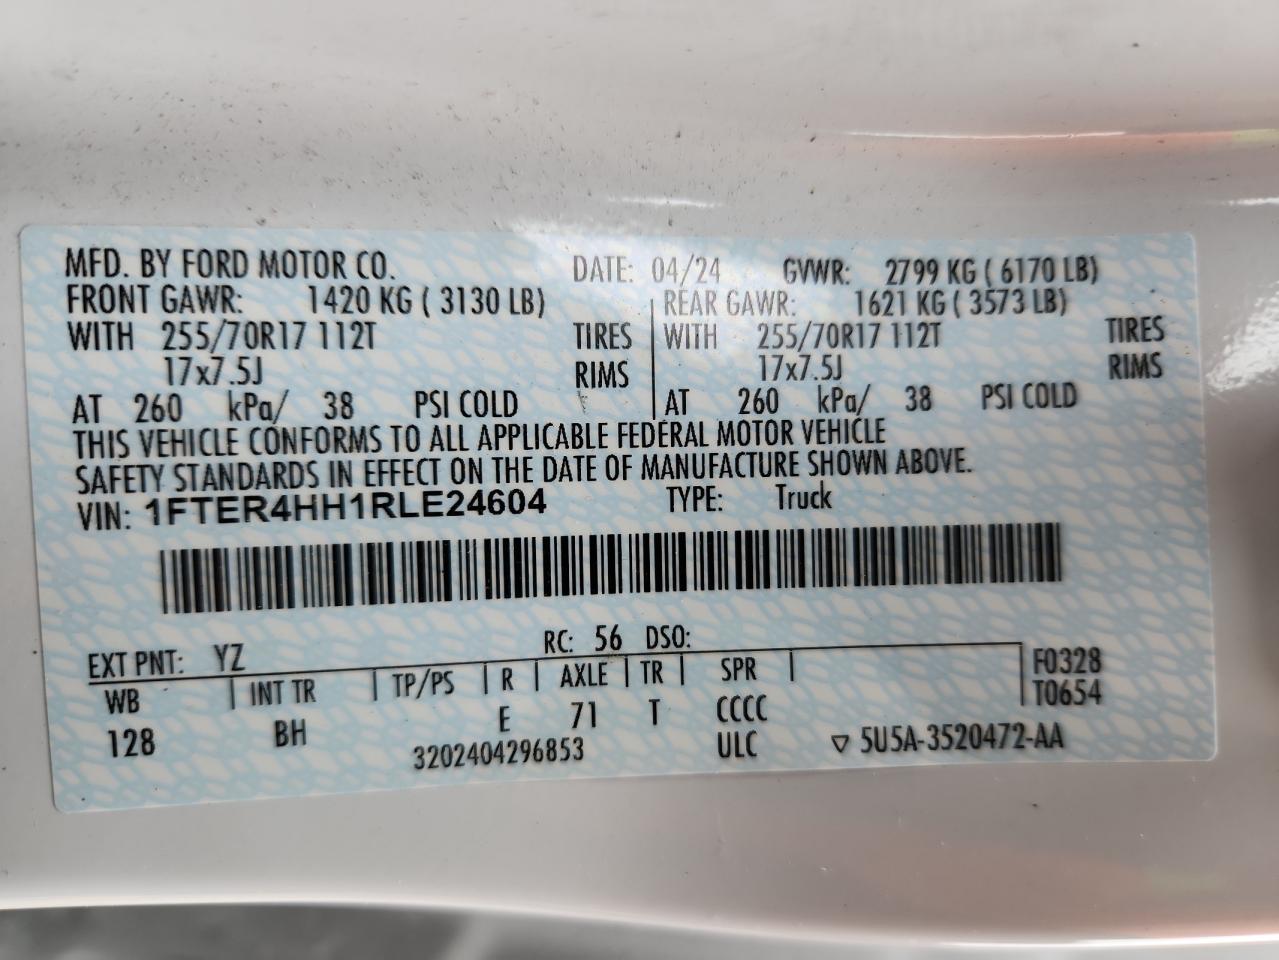 MFD. BY FORD MOTOR CO. DATE: 04/24 GVWR: 2799 KG ( 6170 LB)
FRONT GAWR: 1420 KG ( 3130 LB) REAR GAWR: 1621 KG ( 3573 LB)
WITH 255/70R17 112T TIRES WITH 255/70R17 112T TIRES
17x7.5J RIMS 17x7.5J RIMS
AT 260 kPa/ 38 PSI COLD AT 260 kPa/ 38 PSI COLD
THIS VEHICLE CONFORMS TO ALL APPLICABLE FEDERAL MOTOR VEHICLE
SAFETY STANDARDS IN EFFECT ON THE DATE OF MANUFACTURE SHOWN ABOVE.
VIN: 1FTER4HH1RLE24604 TYPE: Truck
EXT PNT: YZ RC: 56 DSO:
WB INT TR TP/PS R AXLE TR SPR F0328
128 BH E 71 T CCCC T0654
3202404296853 ULC ▽ 5U5A-3520472-AA